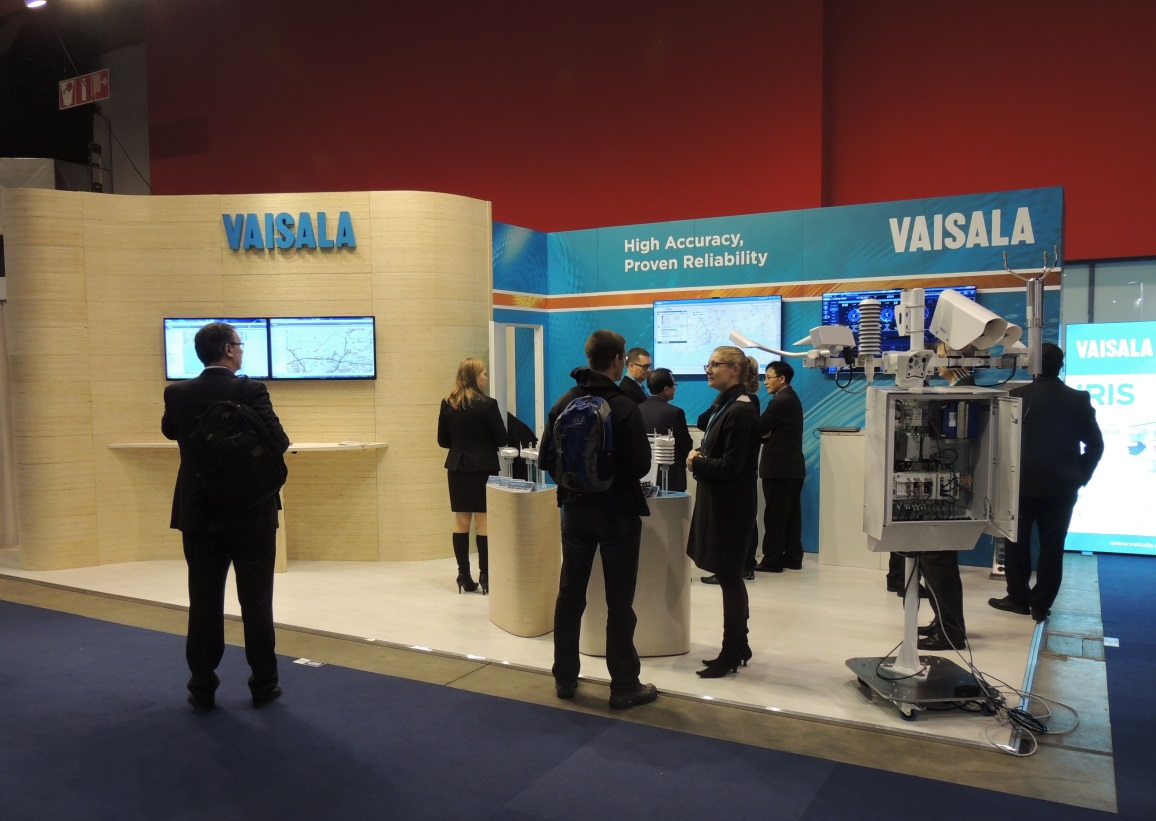 VAISALA
High Accuracy,
Proven Reliability
VAISALA
VAISALA
IRIS